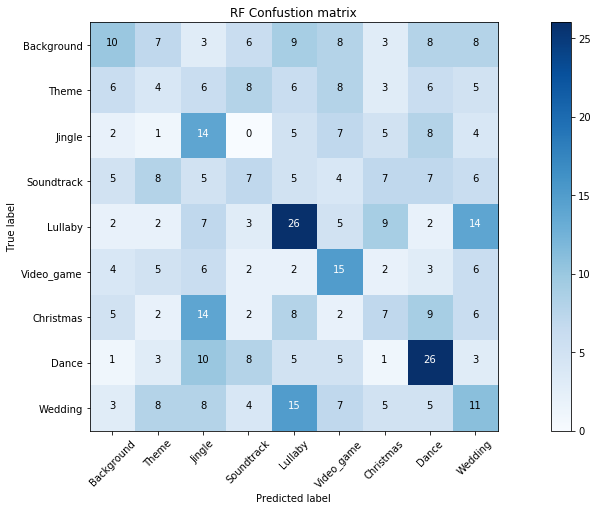 RF Confustion matrix
True label
Background 10 7 3 6 9 8 3 8 8
Theme 6 4 6 8 6 8 3 6 5
Jingle 2 1 14 0 5 7 5 8 4
Soundtrack 5 8 5 7 5 4 7 7 6
Lullaby 2 2 7 3 26 5 9 2 14
Video_game 4 5 6 2 2 15 2 3 6
Christmas 5 2 14 2 8 2 7 9 6
Dance 1 3 10 8 5 5 1 26 3
Wedding 3 8 8 4 15 7 5 5 11
Background Theme Jingle Soundtrack Lullaby Video_game Christmas Dance Wedding
Predicted label
25
20
15
10
5
0